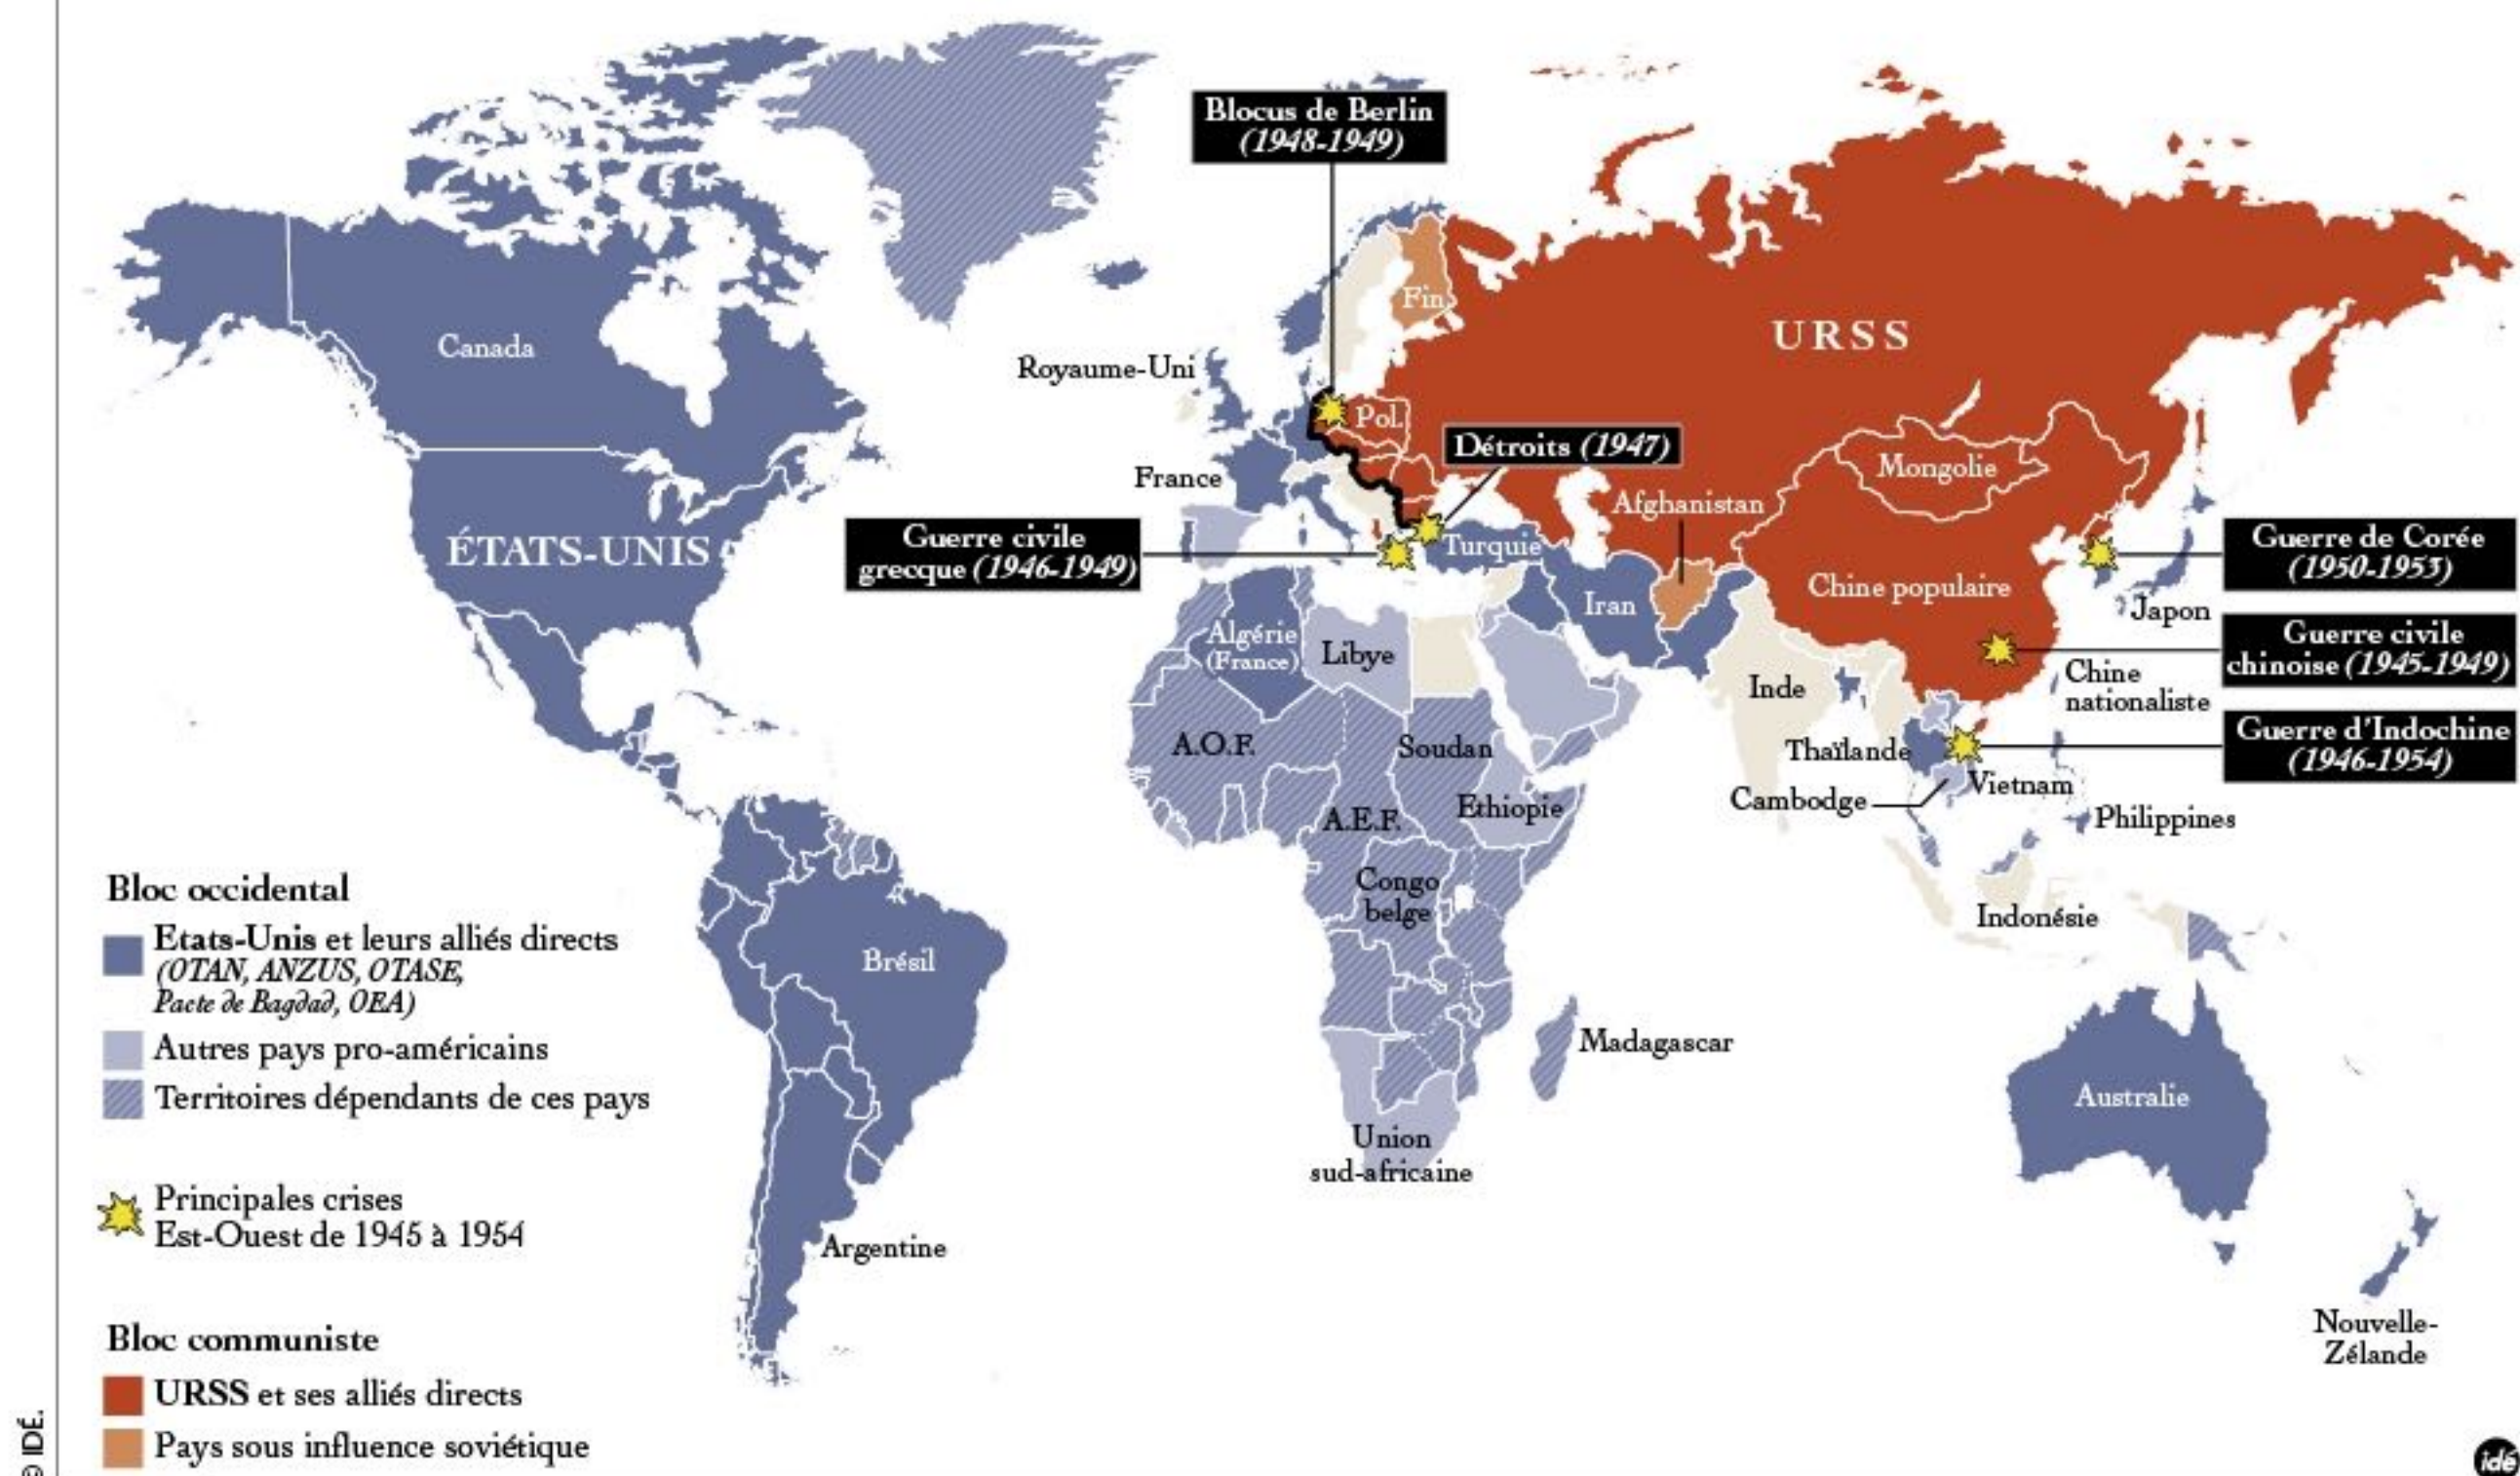 Blocus de Berlin
(1948-1949)
Canada
Fin.
URSS
Royaume-Uni
Pol.
Détroits (1947)
Mongolie
France
Afghanistan
ÉTATS-UNIS
Guerre civile
grecque (1946-1949)
Turquie
Guerre de Corée
(1950-1953)
Chine populaire
Iran
Japon
Algérie
(France)
Libye
Guerre civile
chinoise (1945-1949)
Chine
nationaliste
Inde
A.O.F.
Soudan
Thaïlande
Guerre d'Indochine
(1946-1954)
Vietnam
Cambodge
Ethiopie
A.E.F.
Philippines
Congo
belge
Indonésie
Brésil
Madagascar
Australie
Union
sud-africaine
Argentine
Nouvelle-
Zélande
Bloc occidental
Etats-Unis et leurs alliés directs
(OTAN, ANZUS, OTASE,
Pacte de Bagdad, OEA)
Autres pays pro-américains
Territoires dépendants de ces pays
Principales crises
Est-Ouest de 1945 à 1954
Bloc communiste
URSS et ses alliés directs
Pays sous influence soviétique
© IDÉ.
idé